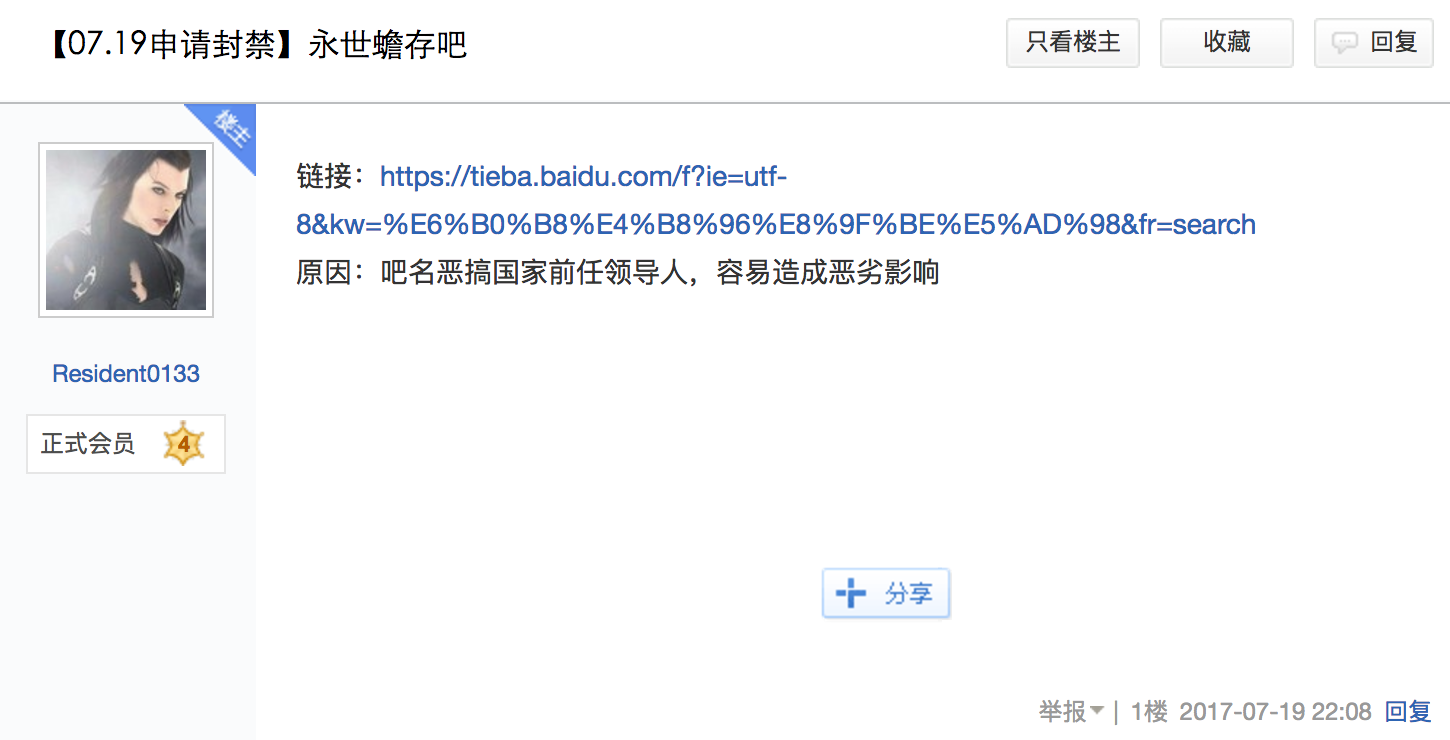 【07.19申请封禁】永世蟾存吧
只看楼主
收藏
回复
楼主
链接：https://tieba.baidu.com/f?ie=utf-
8&kw=%E6%B0%B8%E4%B8%96%E8%9F%BE%E5%AD%98&fr=search
原因：吧名恶搞国家前任领导人，容易造成恶劣影响
Resident0133
正式会员 4
分享
举报 | 1楼 2017-07-19 22:08 回复